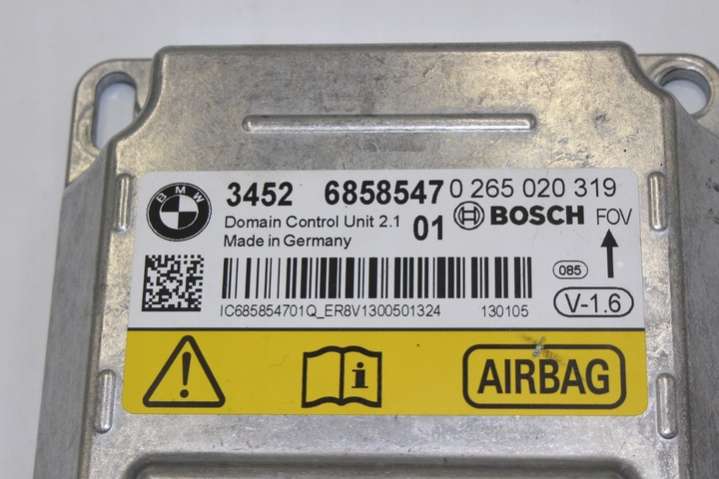 BMW
3452 6858547 0 265 020 319
Domain Control Unit 2.1 01 BOSCH FOV
Made in Germany
085
V-1.6
IC685854701Q_ER8V1300501324 130105
AIRBAG